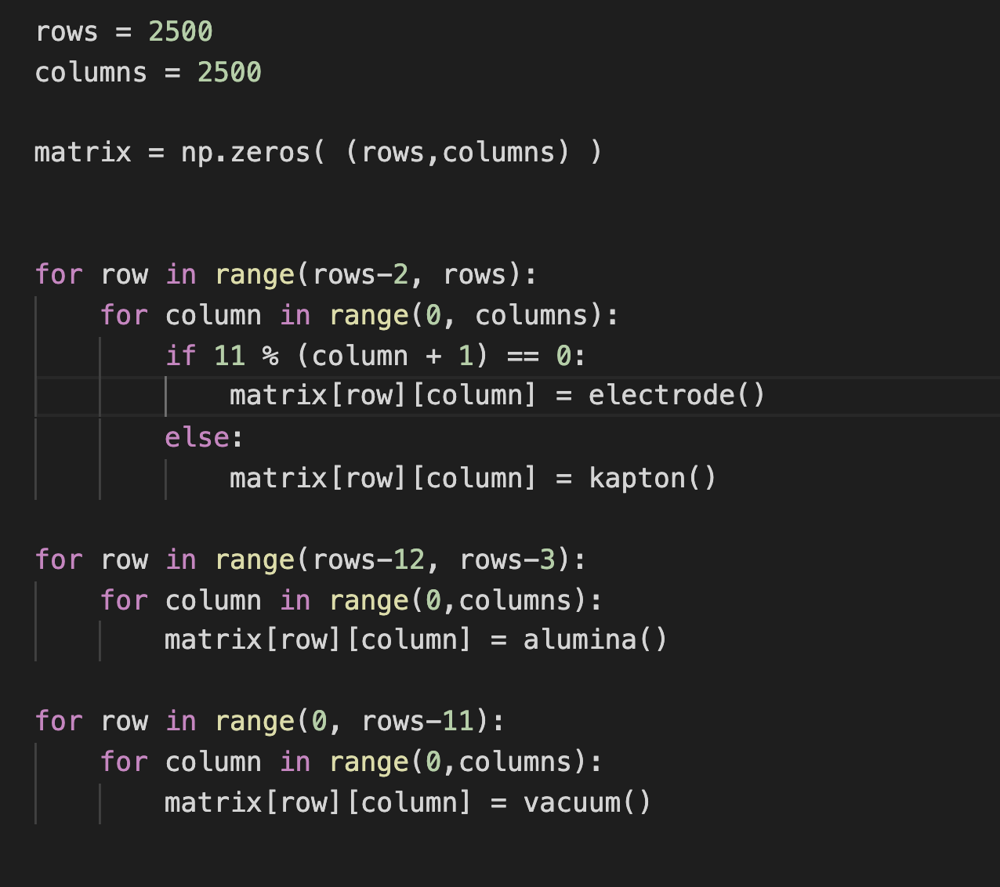 rows = 2500
columns = 2500
matrix = np.zeros( (rows,columns) )
for row in range(rows-2, rows):
    for column in range(0, columns):
        if 11 % (column + 1) == 0:
            matrix[row][column] = electrode()
        else:
            matrix[row][column] = kapton()
for row in range(rows-12, rows-3):
    for column in range(0,columns):
        matrix[row][column] = alumina()
for row in range(0, rows-11):
    for column in range(0,columns):
        matrix[row][column] = vacuum()